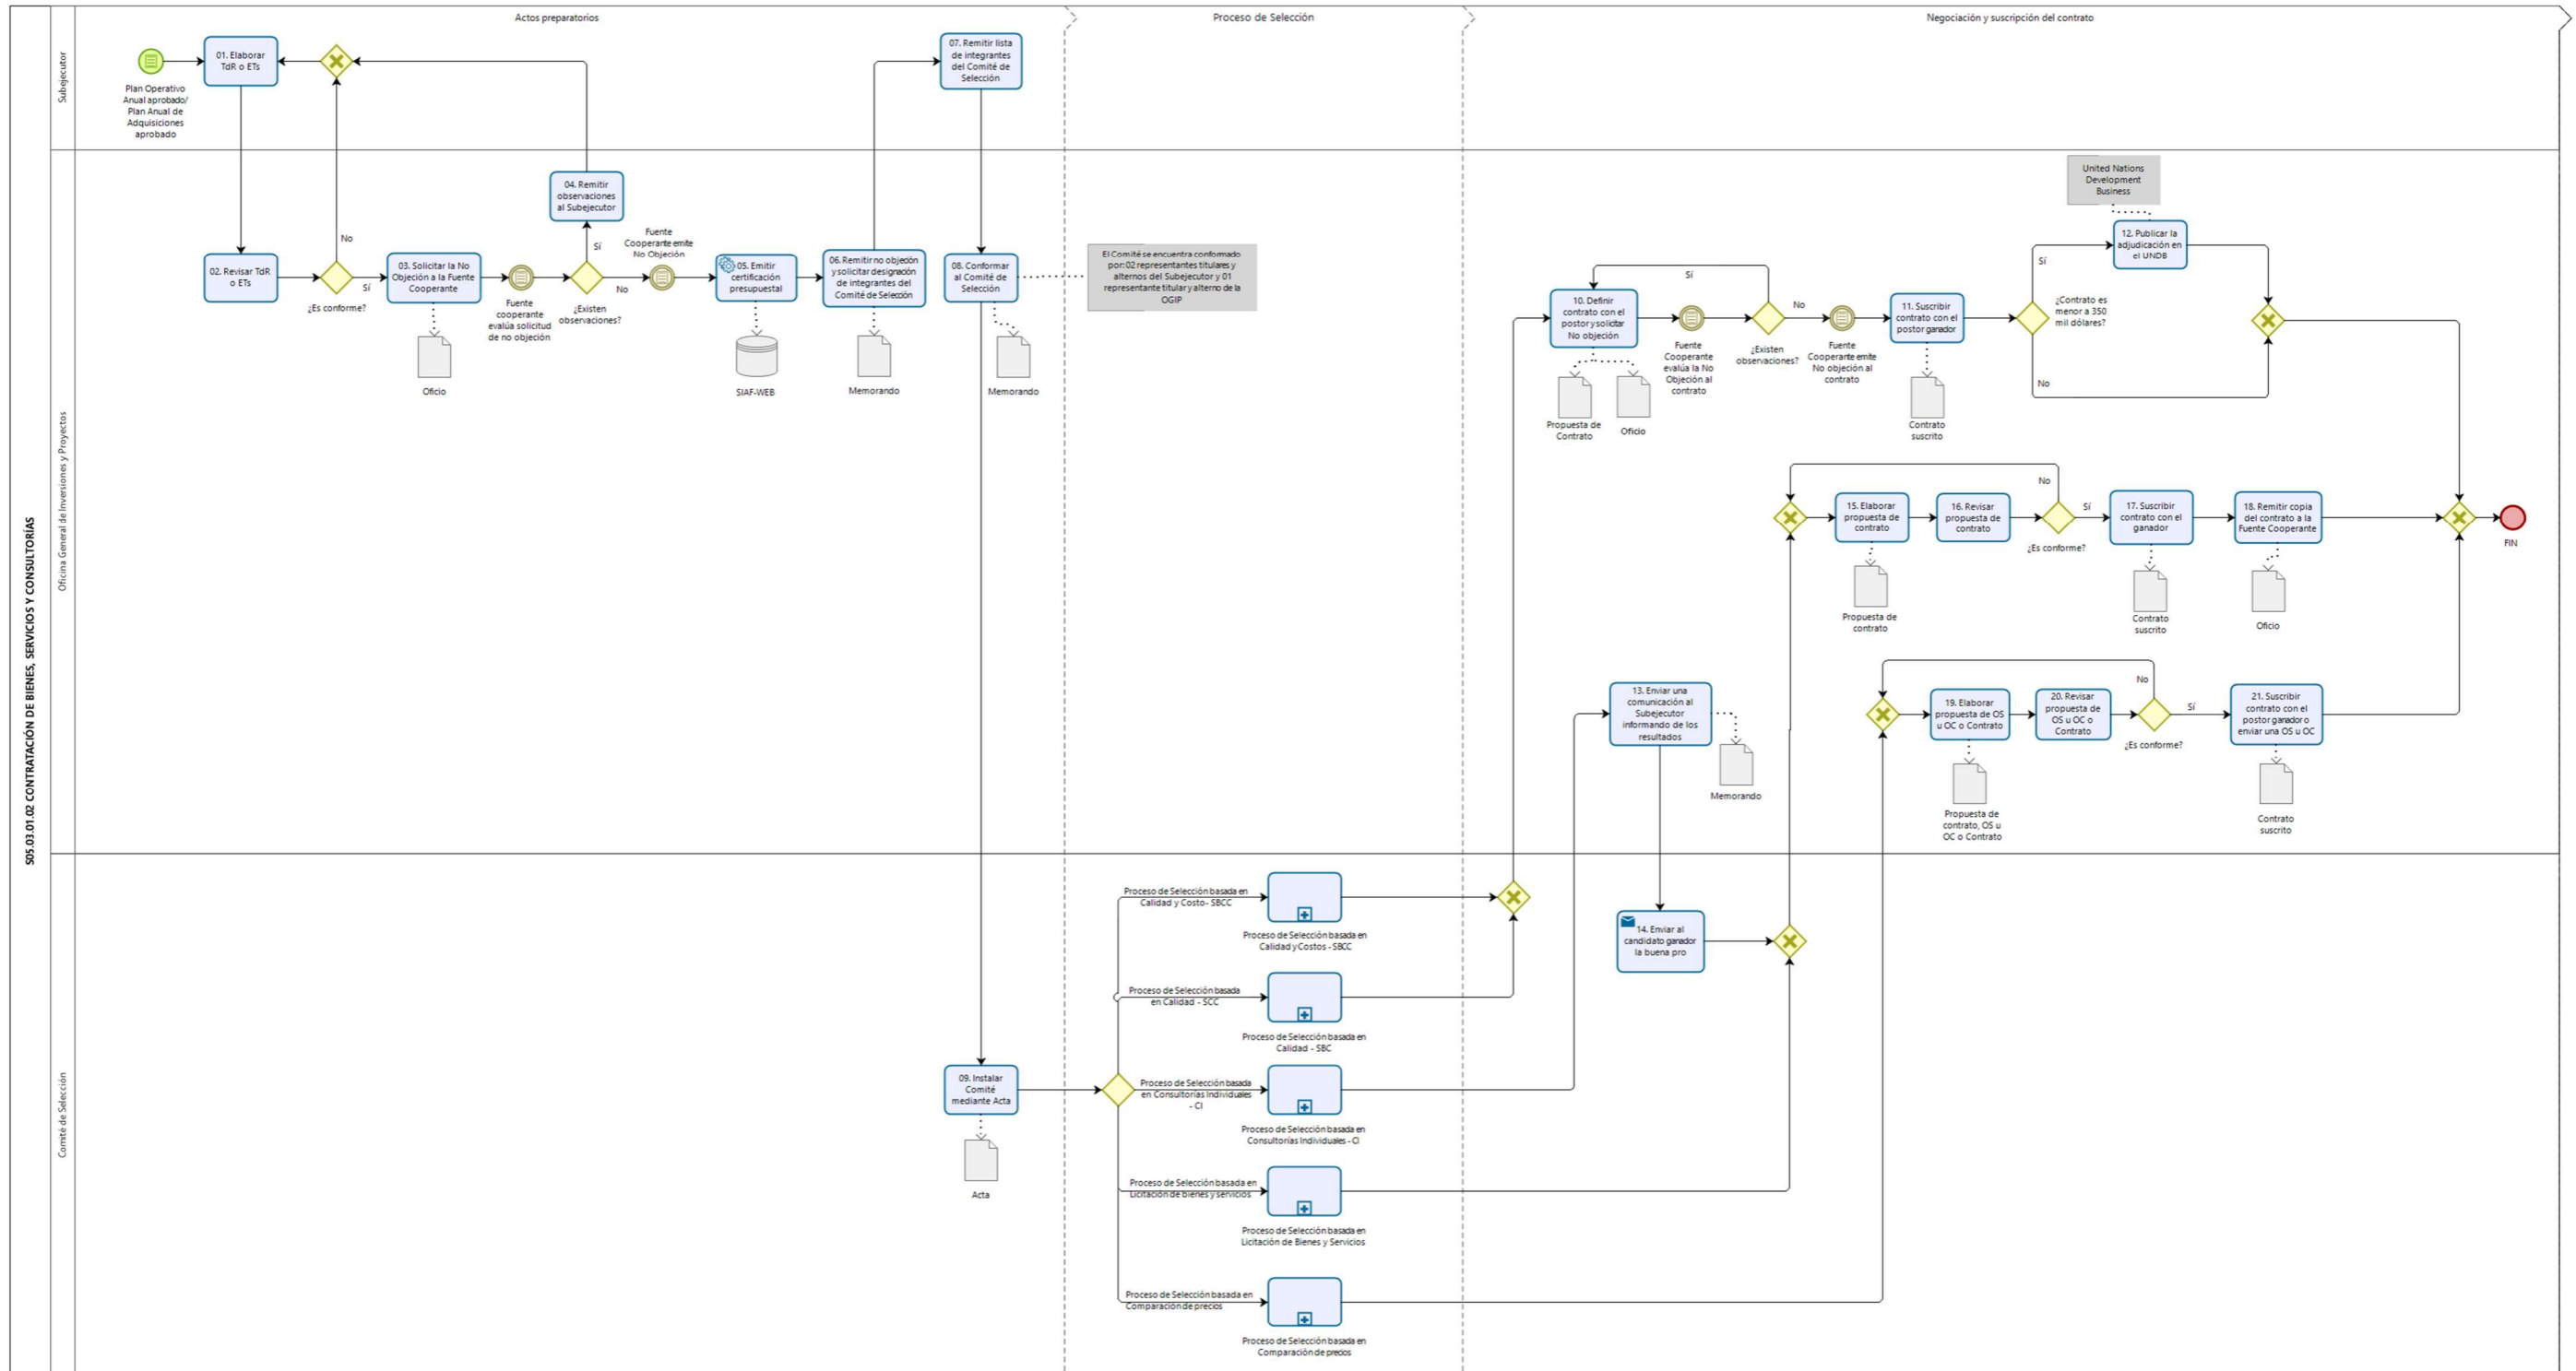 S05.03.01.02 CONTRATACIÓN DE BIENES, SERVICIOS Y CONSULTORÍAS
Actos preparatorios
Proceso de Selección
Negociación y suscripción del contrato
Subejecutor
Plan Operativo
Anual aprobado/
Plan Anual de
Adquisiciones
aprobado
01. Elaborar
TdR o ETs
07. Remitir lista
de integrantes
del Comité de
Selección
Oficina General de Inversiones y Proyectos
02. Revisar TdR
o ETs
No
Sí
¿Es conforme?
03. Solicitar la No
Objeción a la Fuente
Cooperante
Oficio
Fuente
cooperante
evalúa solicitud
de no objeción
04. Remitir
observaciones
al Subejecutor
Sí
No
¿Existen
observaciones?
Fuente
Cooperante emite
No Objeción
05. Emitir
certificación
presupuestal
SIAF-WEB
06. Remitir no objeción
y solicitar designación
de integrantes del
Comité de Selección
Memorando
08. Conformar
al Comité de
Selección
Memorando
El Comité se encuentra conformado
por: 02 representantes titulares y
alternos del Subejecutor y 01
representante titular y alterno de la
OGIP
10. Definir
contrato con el
postor y solicitar
No objeción
Propuesta de
Contrato
Oficio
Fuente
Cooperante
evalúa la No
Objeción al
contrato
Sí
No
¿Existen
observaciones?
Fuente
Cooperante emite
No objeción al
contrato
11. Suscribir
contrato con el
postor ganador
Contrato
suscrito
Sí
¿Contrato es
menor a 350
mil dólares?
No
United Nations
Development
Business
12. Publicar la
adjudicación en
el UNDB
15. Elaborar
propuesta de
contrato
Propuesta de
contrato
16. Revisar
propuesta de
contrato
No
Sí
¿Es conforme?
17. Suscribir
contrato con el
ganador
Contrato
suscrito
18. Remitir copia
del contrato a la
Fuente Cooperante
Oficio
FIN
13. Enviar una
comunicación al
Subejecutor
informando de los
resultados
Memorando
19. Elaborar
propuesta de OS
u OC o Contrato
Propuesta de
contrato, OS u
OC o Contrato
20. Revisar
propuesta de
OS u OC o
Contrato
No
Sí
¿Es conforme?
21. Suscribir
contrato con el
postor ganador o
enviar una OS u OC
Contrato
suscrito
Comité de Selección
09. Instalar
Comité
mediante Acta
Acta
Proceso de Selección basada en
Calidad y Costo- SBCC
Proceso de Selección basada en
Calidad y Costos - SBCC
Proceso de Selección basada
en Calidad - SCC
Proceso de Selección basada en
Calidad - SBC
Proceso de Selección basada
en Consultorías Individuales
- CI
Proceso de Selección basada en
Consultorías Individuales - CI
Proceso de Selección basada en
Licitación de bienes y servicios
Proceso de Selección basada en
Licitación de Bienes y Servicios
Proceso de Selección basada en
Comparación de precios
Proceso de Selección basada en
Comparación de precios
14. Enviar al
candidato ganador
la buena pro